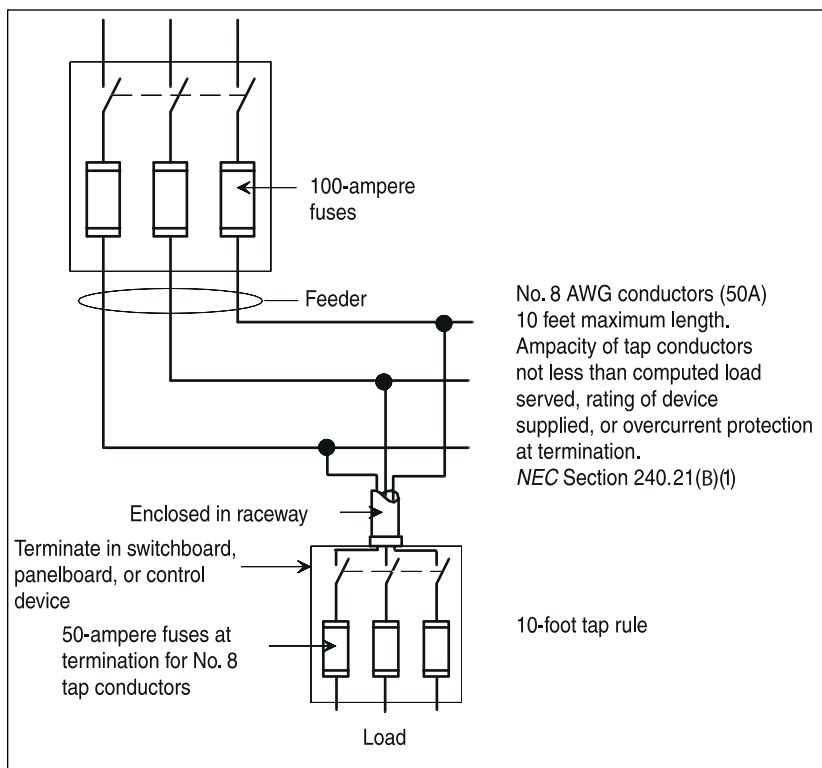 100-ampere
fuses
Feeder
No. 8 AWG conductors (50A)
10 feet maximum length.
Ampacity of tap conductors
not less than computed load
served, rating of device
supplied, or overcurrent protection
at termination.
NEC Section 240.21(B)(1)
Enclosed in raceway
Terminate in switchboard,
panelboard, or control
device
50-ampere fuses at
termination for No. 8
tap conductors
10-foot tap rule
Load